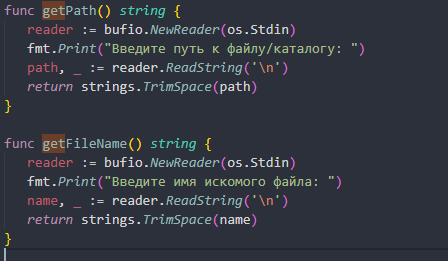 func getPath() string {
reader := bufio.NewReader(os.Stdin)
fmt.Print("Введите путь к файлу/каталогу: ")
path, _ := reader.ReadString('\n')
return strings.TrimSpace(path)
}
func getFileName() string {
reader := bufio.NewReader(os.Stdin)
fmt.Print("Введите имя искомого файла: ")
name, _ := reader.ReadString('\n')
return strings.TrimSpace(name)
}